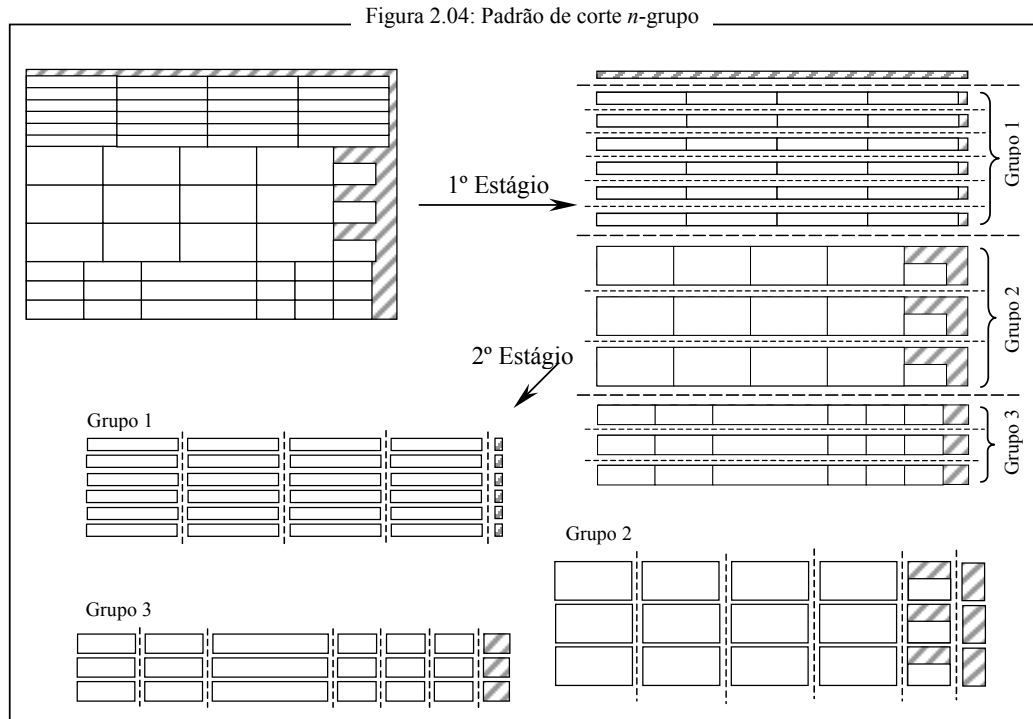 Figura 2.04: Padrão de corte n-grupo
1º Estágio
Grupo 1
Grupo 2
Grupo 3
2º Estágio
Grupo 1
Grupo 2
Grupo 3